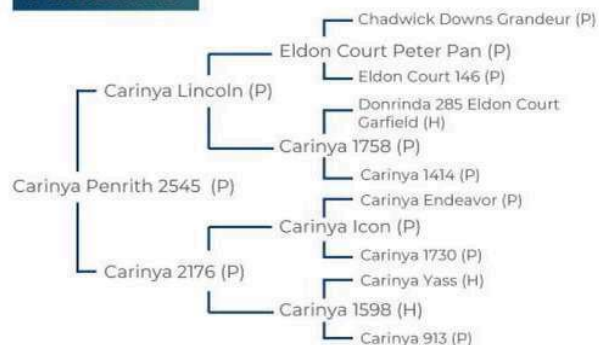 Chadwick Downs Grandeur (P)
Eldon Court Peter Pan (P)
Eldon Court 146 (P)
Carinya Lincoln (P)
Donrinda 285 Eldon Court
Garfield (H)
Carinya 1758 (P)
Carinya 1414 (P)
Carinya Penrith 2545 (P)
Carinya Endeavor (P)
Carinya Icon (P)
Carinya 1730 (P)
Carinya 2176 (P)
Carinya Yass (H)
Carinya 1598 (H)
Carinya 913 (P)